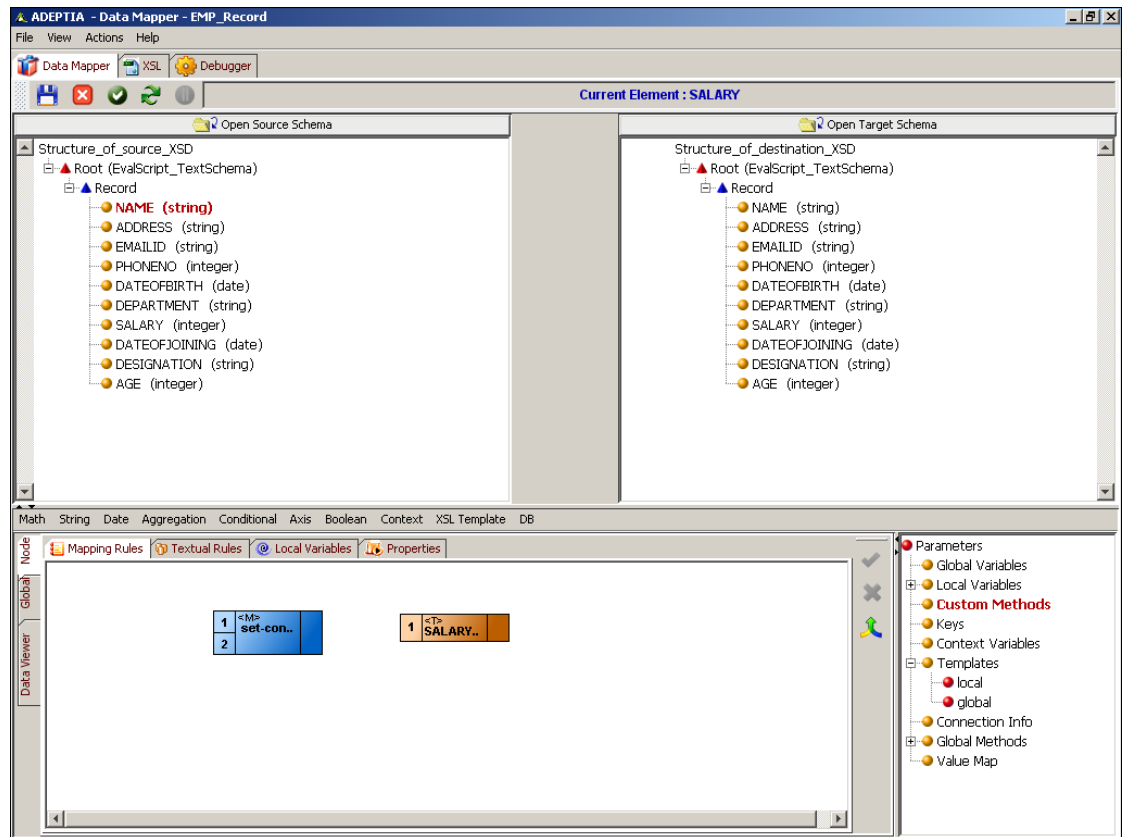 ADEPTIA - Data Mapper - EMP_Record
File View Actions Help
Data Mapper XSL Debugger
Current Element : SALARY
Open Source Schema
Structure_of_source_XSD
Root (EvalScript_TextSchema)
Record
NAME (string)
ADDRESS (string)
EMAILID (string)
PHONENO (integer)
DATEOFBIRTH (date)
DEPARTMENT (string)
SALARY (integer)
DATEOFJOINING (date)
DESIGNATION (string)
AGE (integer)
Open Target Schema
Structure_of_destination_XSD
Root (EvalScript_TextSchema)
Record
NAME (string)
ADDRESS (string)
EMAILID (string)
PHONENO (integer)
DATEOFBIRTH (date)
DEPARTMENT (string)
SALARY (integer)
DATEOFJOINING (date)
DESIGNATION (string)
AGE (integer)
Math String Date Aggregation Conditional Axis Boolean Context XSL Template DB
Node
Global
Data Viewer
Mapping Rules Textual Rules @ Local Variables Properties
1 <M>
set-con..
2
1 <T>
SALARY..
Parameters
Global Variables
Local Variables
Custom Methods
Keys
Context Variables
Templates
local
global
Connection Info
Global Methods
Value Map